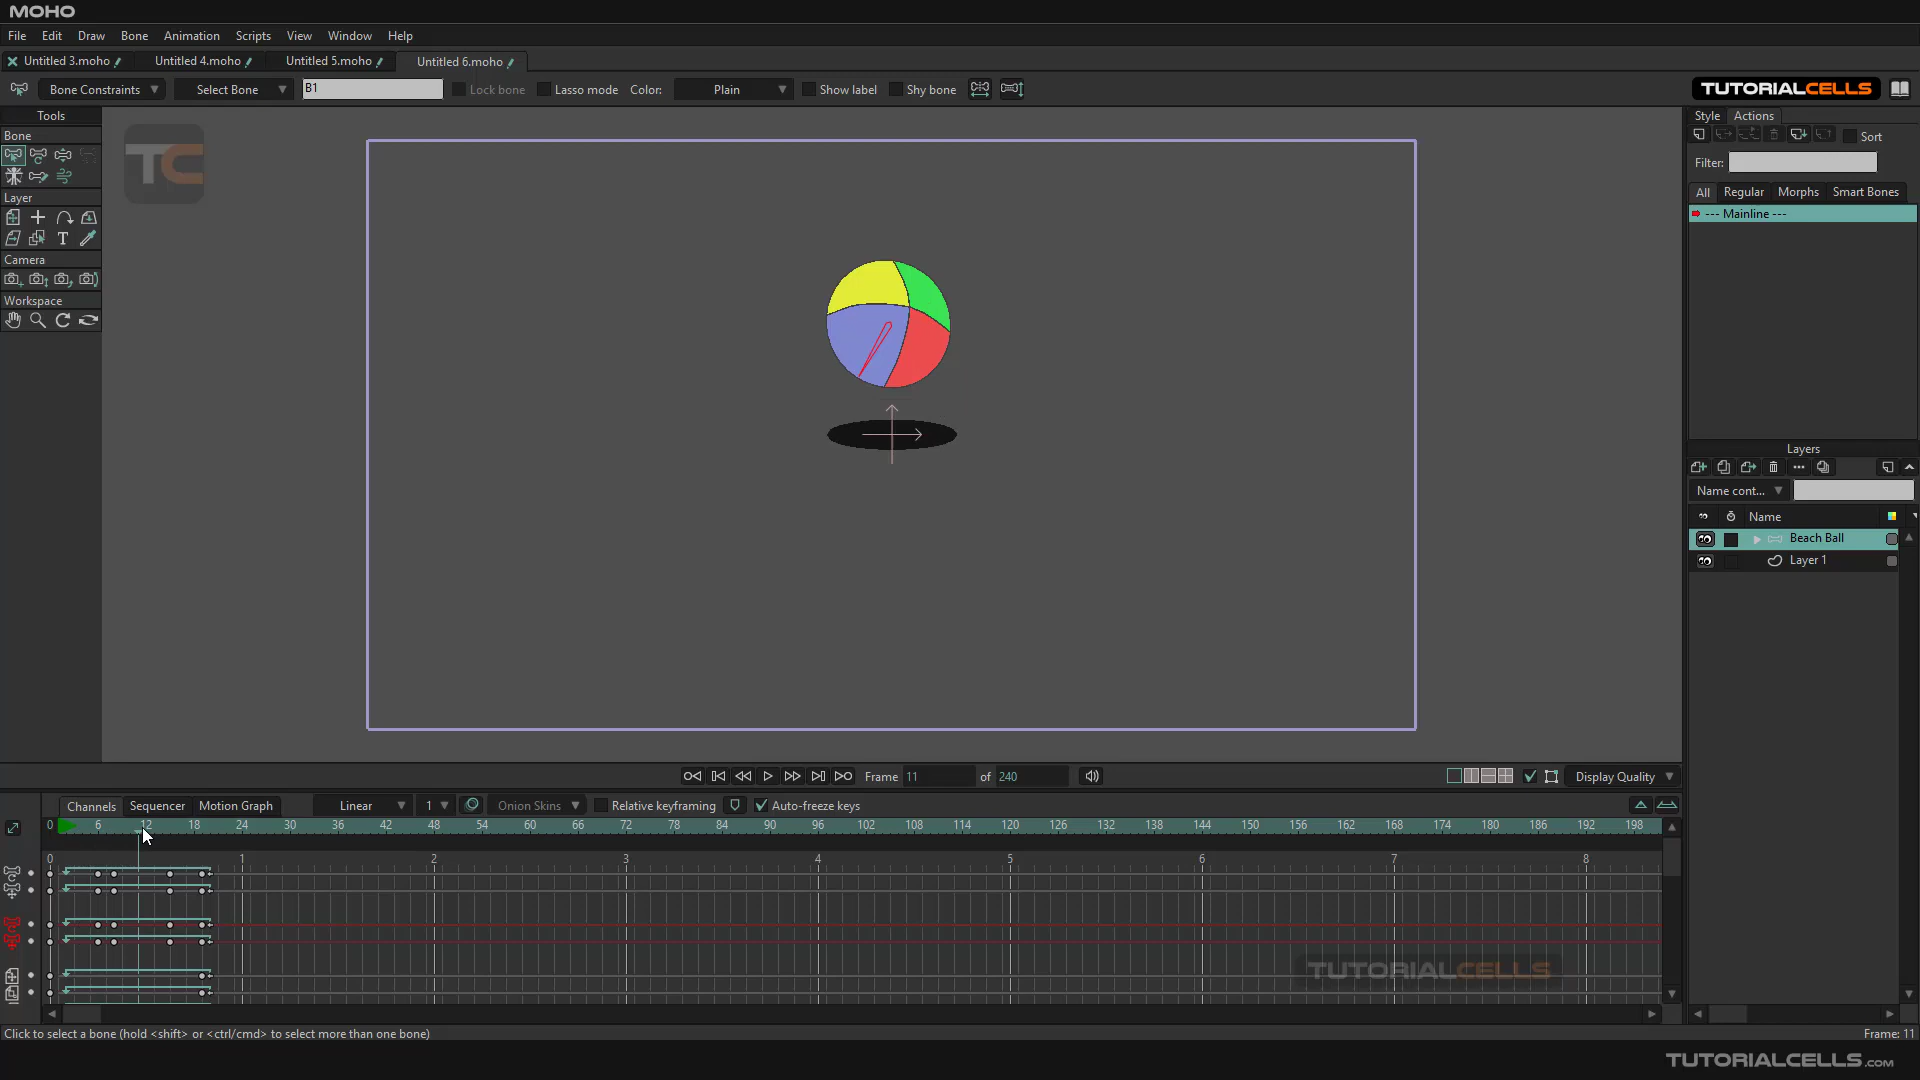 MOHO
File Edit Draw Bone Animation Scripts View Window Help
Untitled 3.moho Untitled 4.moho Untitled 5.moho Untitled 6.moho
Bone Constraints Select Bone B1 Lock bone Lasso mode Color: Plain Show label Shy bone TUTORIALCELLS
Tools
Bone
Layer
Camera
Workspace
TC
Style Actions
Sort
Filter:
All Regular Morphs Smart Bones
--- Mainline ---
Layers
Name cont...
Name
Beach Ball
Layer 1
Frame 11 of 240 Display Quality
Channels Sequencer Motion Graph Linear 1 Onion Skins Relative keyframing Auto-freeze keys
0 6 12 18 24 30 36 42 48 54 60 66 72 78 84 90 96 102 108 114 120 126 132 138 144 150 156 162 168 174 180 186 192 198
0 1 2 3 4 5 6 7 8
TUTORIALCELLS
Click to select a bone (hold <shift> or <ctrl/cmd> to select more than one bone) Frame: 11
TUTORIALCELLS.COM